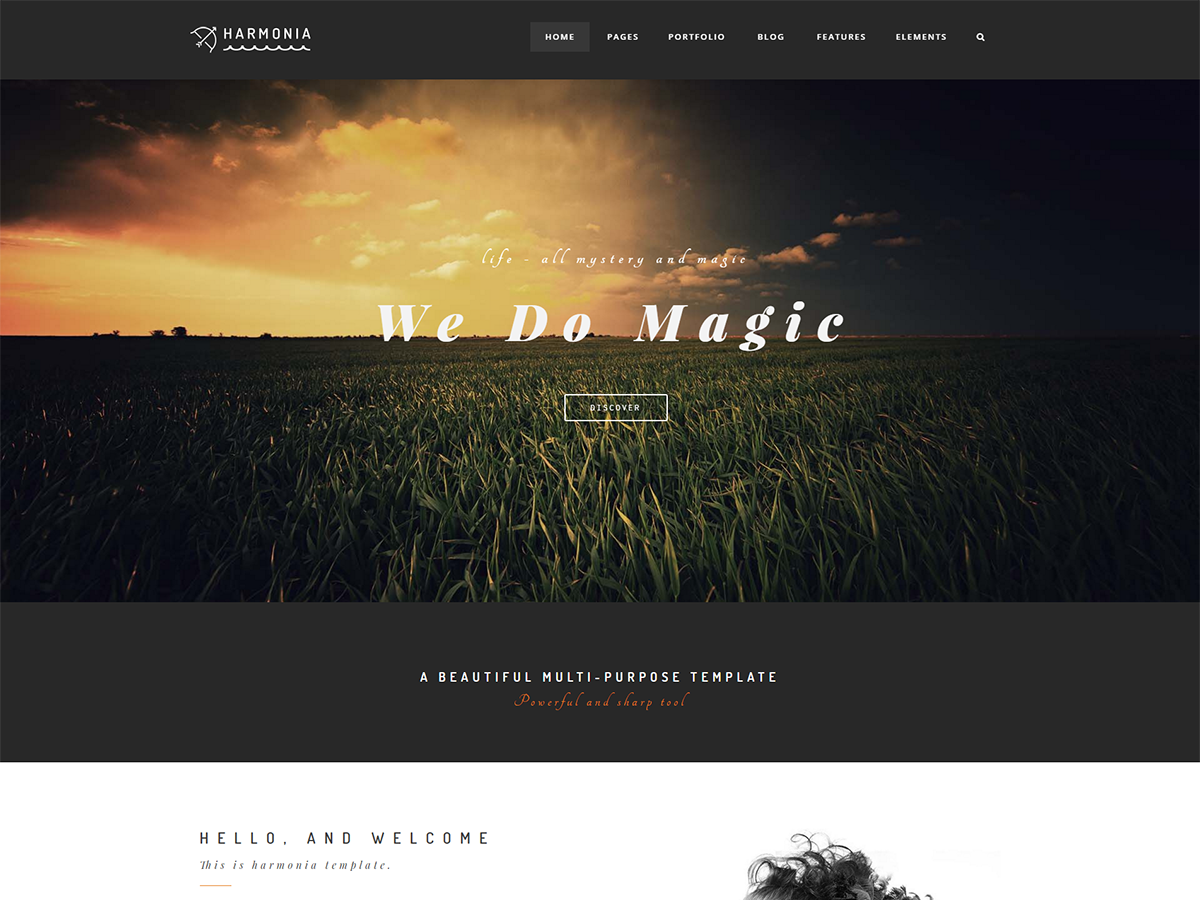 HARMONIA
HOME PAGES PORTFOLIO BLOG FEATURES ELEMENTS
life - all mystery and magic
We Do Magic
DISCOVER
A BEAUTIFUL MULTI-PURPOSE TEMPLATE
Powerful and sharp tool
HELLO, AND WELCOME
This is harmonia template.